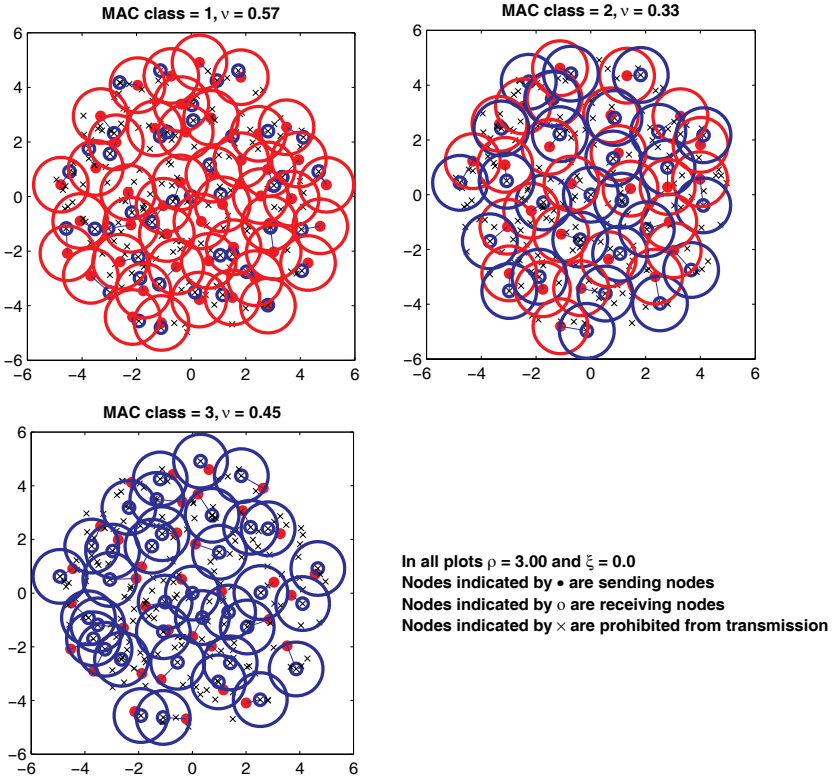 MAC class = 1, ν = 0.57
6
4
2
0
−2
−4
−6
−6 −4 −2 0 2 4 6
MAC class = 2, ν = 0.33
6
4
2
0
−2
−4
−6
−6 −4 −2 0 2 4 6
MAC class = 3, ν = 0.45
6
4
2
0
−2
−4
−6
−6 −4 −2 0 2 4 6
In all plots ρ = 3.00 and ξ = 0.0
Nodes indicated by • are sending nodes
Nodes indicated by o are receiving nodes
Nodes indicated by × are prohibited from transmission